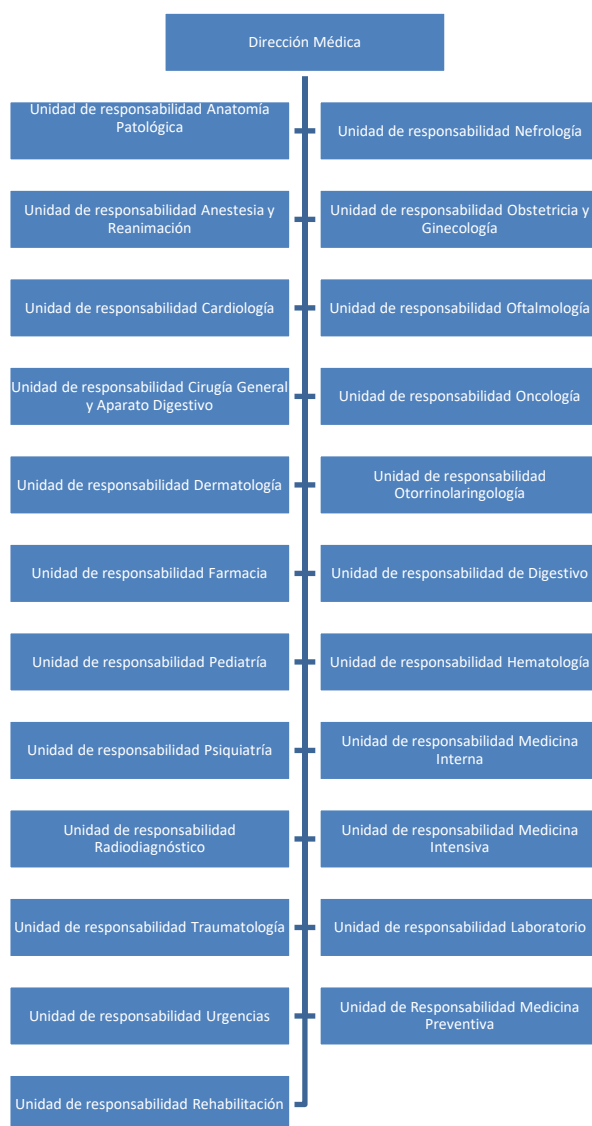 Dirección Médica
Unidad de responsabilidad Anatomía
Patológica
Unidad de responsabilidad Nefrología
Unidad de responsabilidad Anestesia y
Reanimación
Unidad de responsabilidad Obstetricia y
Ginecología
Unidad de responsabilidad Cardiología
Unidad de responsabilidad Oftalmología
Unidad de responsabilidad Cirugía General
y Aparato Digestivo
Unidad de responsabilidad Oncología
Unidad de responsabilidad Dermatología
Unidad de responsabilidad
Otorrinolaringología
Unidad de responsabilidad Farmacia
Unidad de responsabilidad de Digestivo
Unidad de responsabilidad Pediatría
Unidad de responsabilidad Hematología
Unidad de responsabilidad Psiquiatría
Unidad de responsabilidad Medicina
Interna
Unidad de responsabilidad
Radiodiagnóstico
Unidad de responsabilidad Medicina
Intensiva
Unidad de responsabilidad Traumatología
Unidad de responsabilidad Laboratorio
Unidad de responsabilidad Urgencias
Unidad de Responsabilidad Medicina
Preventiva
Unidad de responsabilidad Rehabilitación